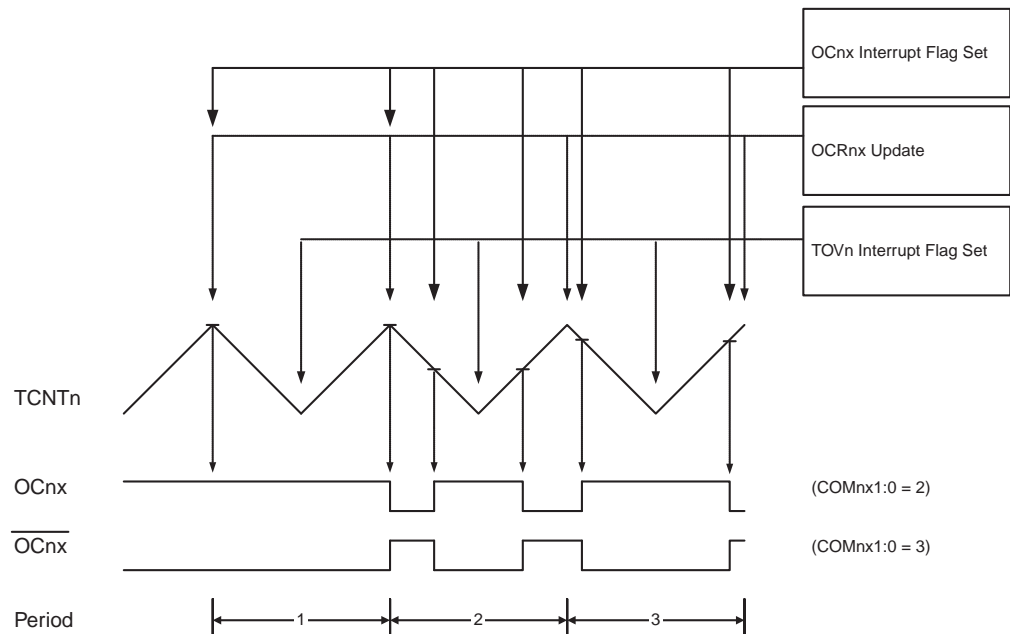 OCnx Interrupt Flag Set
OCRnx Update
TOVn Interrupt Flag Set
TCNTn
OCnx
(COMnx1:0 = 2)
OCnx
(COMnx1:0 = 3)
Period
1
2
3